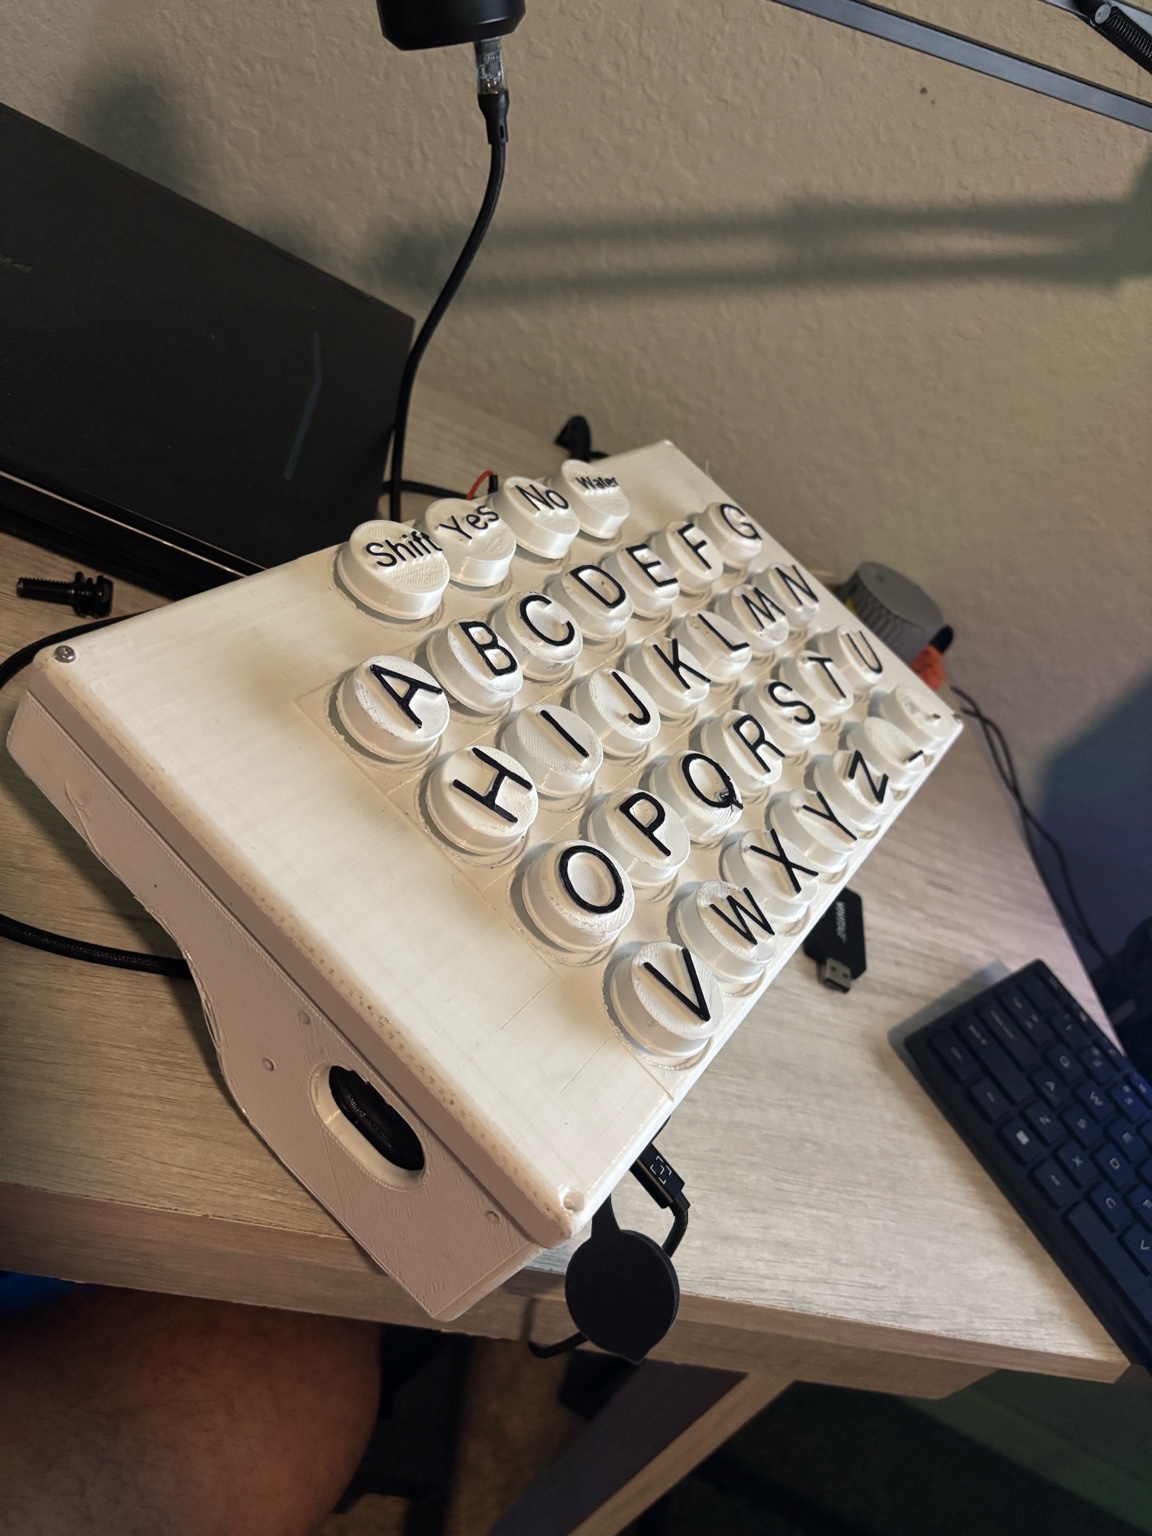 Shift Yes No Water
A B C D E F G
H I J K L M N
O P Q R S T U
V W X Y Z -